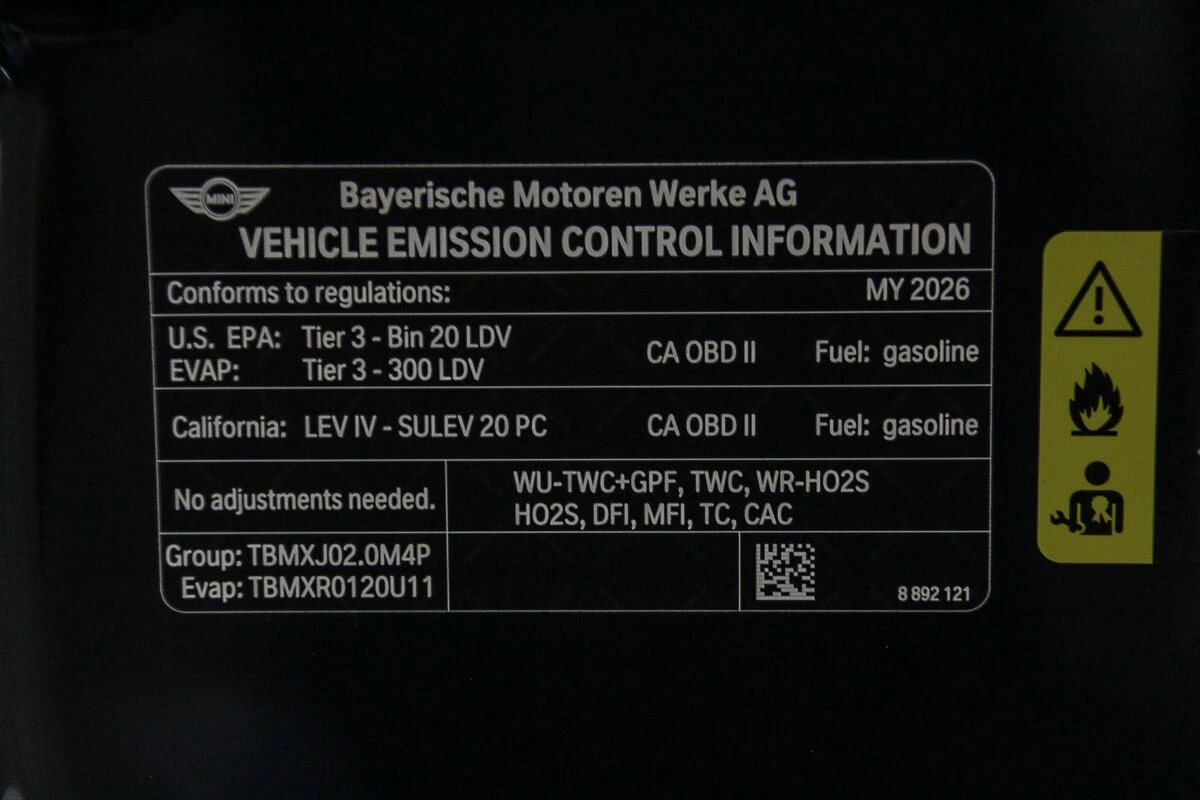 MINI
Bayerische Motoren Werke AG
VEHICLE EMISSION CONTROL INFORMATION
Conforms to regulations: MY 2026
U.S. EPA: Tier 3 - Bin 20 LDV
EVAP: Tier 3 - 300 LDV
CA OBD II Fuel: gasoline
California: LEV IV - SULEV 20 PC CA OBD II Fuel: gasoline
No adjustments needed.
WU-TWC+GPF, TWC, WR-HO2S
HO2S, DFI, MFI, TC, CAC
Group: TBMXJ02.0M4P
Evap: TBMXR0120U11
8 892 121